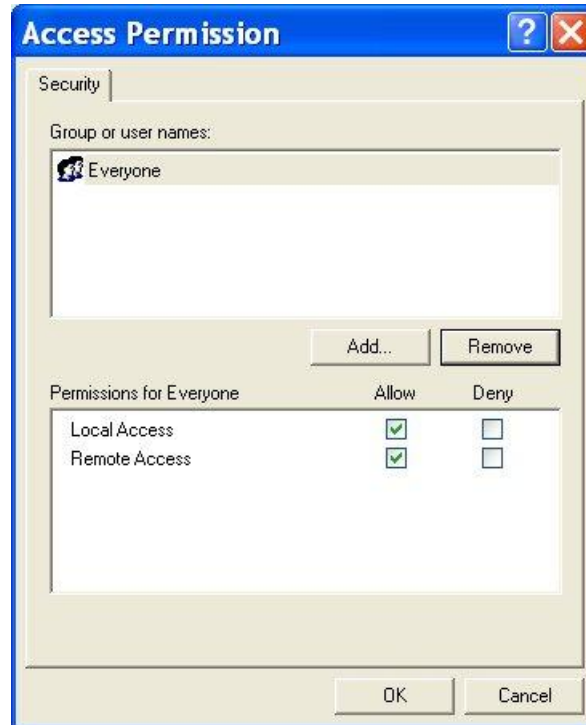 Access Permission
Security
Group or user names:
Everyone
Add... Remove
Permissions for Everyone Allow Deny
Local Access
Remote Access
OK Cancel